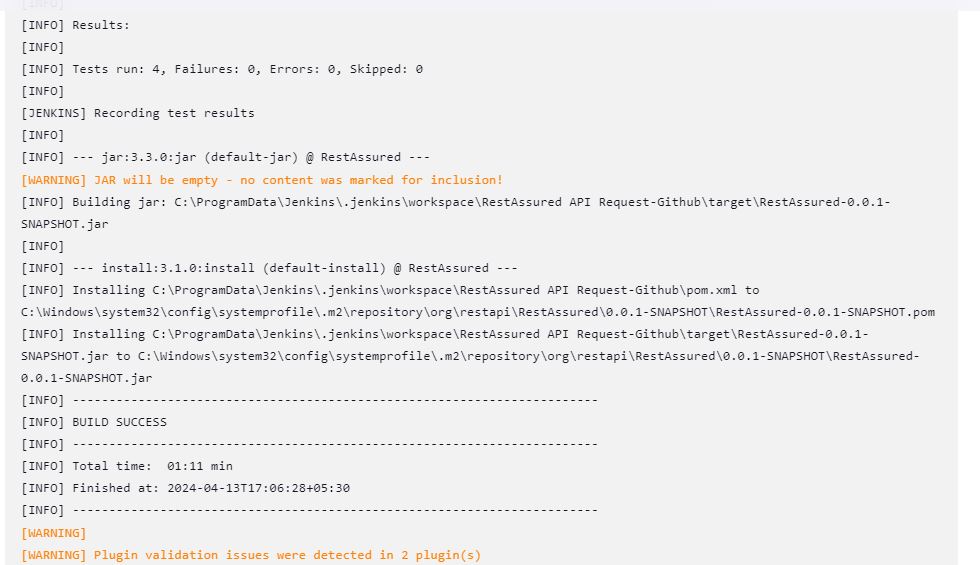 [INFO]
[INFO] Results:
[INFO]
[INFO] Tests run: 4, Failures: 0, Errors: 0, Skipped: 0
[INFO]
[JENKINS] Recording test results
[INFO]
[INFO] --- jar:3.3.0:jar (default-jar) @ RestAssured ---
[WARNING] JAR will be empty - no content was marked for inclusion!
[INFO] Building jar: C:\ProgramData\Jenkins\.jenkins\workspace\RestAssured API Request-Github\target\RestAssured-0.0.1-
SNAPSHOT.jar
[INFO]
[INFO] --- install:3.1.0:install (default-install) @ RestAssured ---
[INFO] Installing C:\ProgramData\Jenkins\.jenkins\workspace\RestAssured API Request-Github\pom.xml to
C:\Windows\system32\config\systemprofile\.m2\repository\org\restapi\RestAssured\0.0.1-SNAPSHOT\RestAssured-0.0.1-SNAPSHOT.pom
[INFO] Installing C:\ProgramData\Jenkins\.jenkins\workspace\RestAssured API Request-Github\target\RestAssured-0.0.1-
SNAPSHOT.jar to C:\Windows\system32\config\systemprofile\.m2\repository\org\restapi\RestAssured\0.0.1-SNAPSHOT\RestAssured-
0.0.1-SNAPSHOT.jar
[INFO] ------------------------------------------------------------------------
[INFO] BUILD SUCCESS
[INFO] ------------------------------------------------------------------------
[INFO] Total time:  01:11 min
[INFO] Finished at: 2024-04-13T17:06:28+05:30
[INFO] ------------------------------------------------------------------------
[WARNING]
[WARNING] Plugin validation issues were detected in 2 plugin(s)